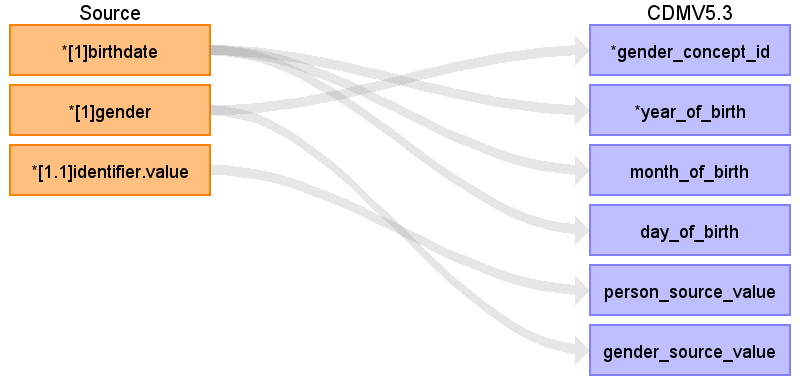 Source
CDMV5.3
*[1]birthdate
*gender_concept_id
*[1]gender
*year_of_birth
*[1.1]identifier.value
month_of_birth
day_of_birth
person_source_value
gender_source_value